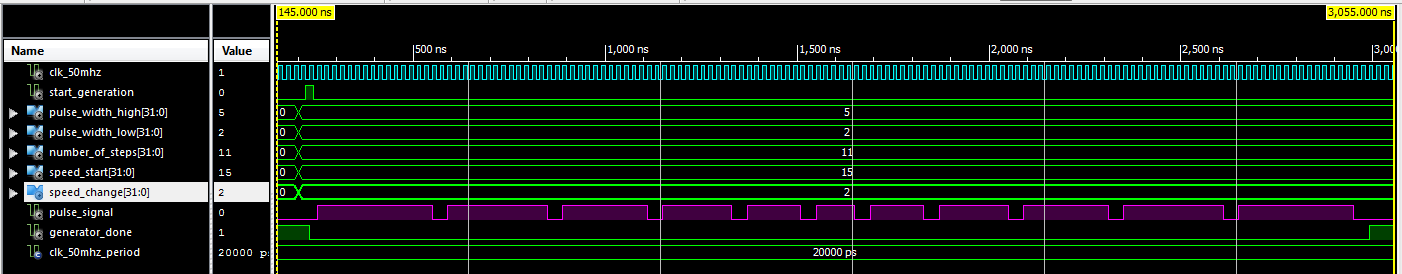 145.000 ns 3,055.000 ns
Name Value 500 ns 1,000 ns 1,500 ns 2,000 ns 2,500 ns 3,0
clk_50mhz 1
start_generation 0
pulse_width_high[31:0] 5 0 5
pulse_width_low[31:0] 2 0 2
number_of_steps[31:0] 11 0 11
speed_start[31:0] 15 0 15
speed_change[31:0] 2 0 2
pulse_signal 0
generator_done 1
clk_50mhz_period 20000 p 20000 ps